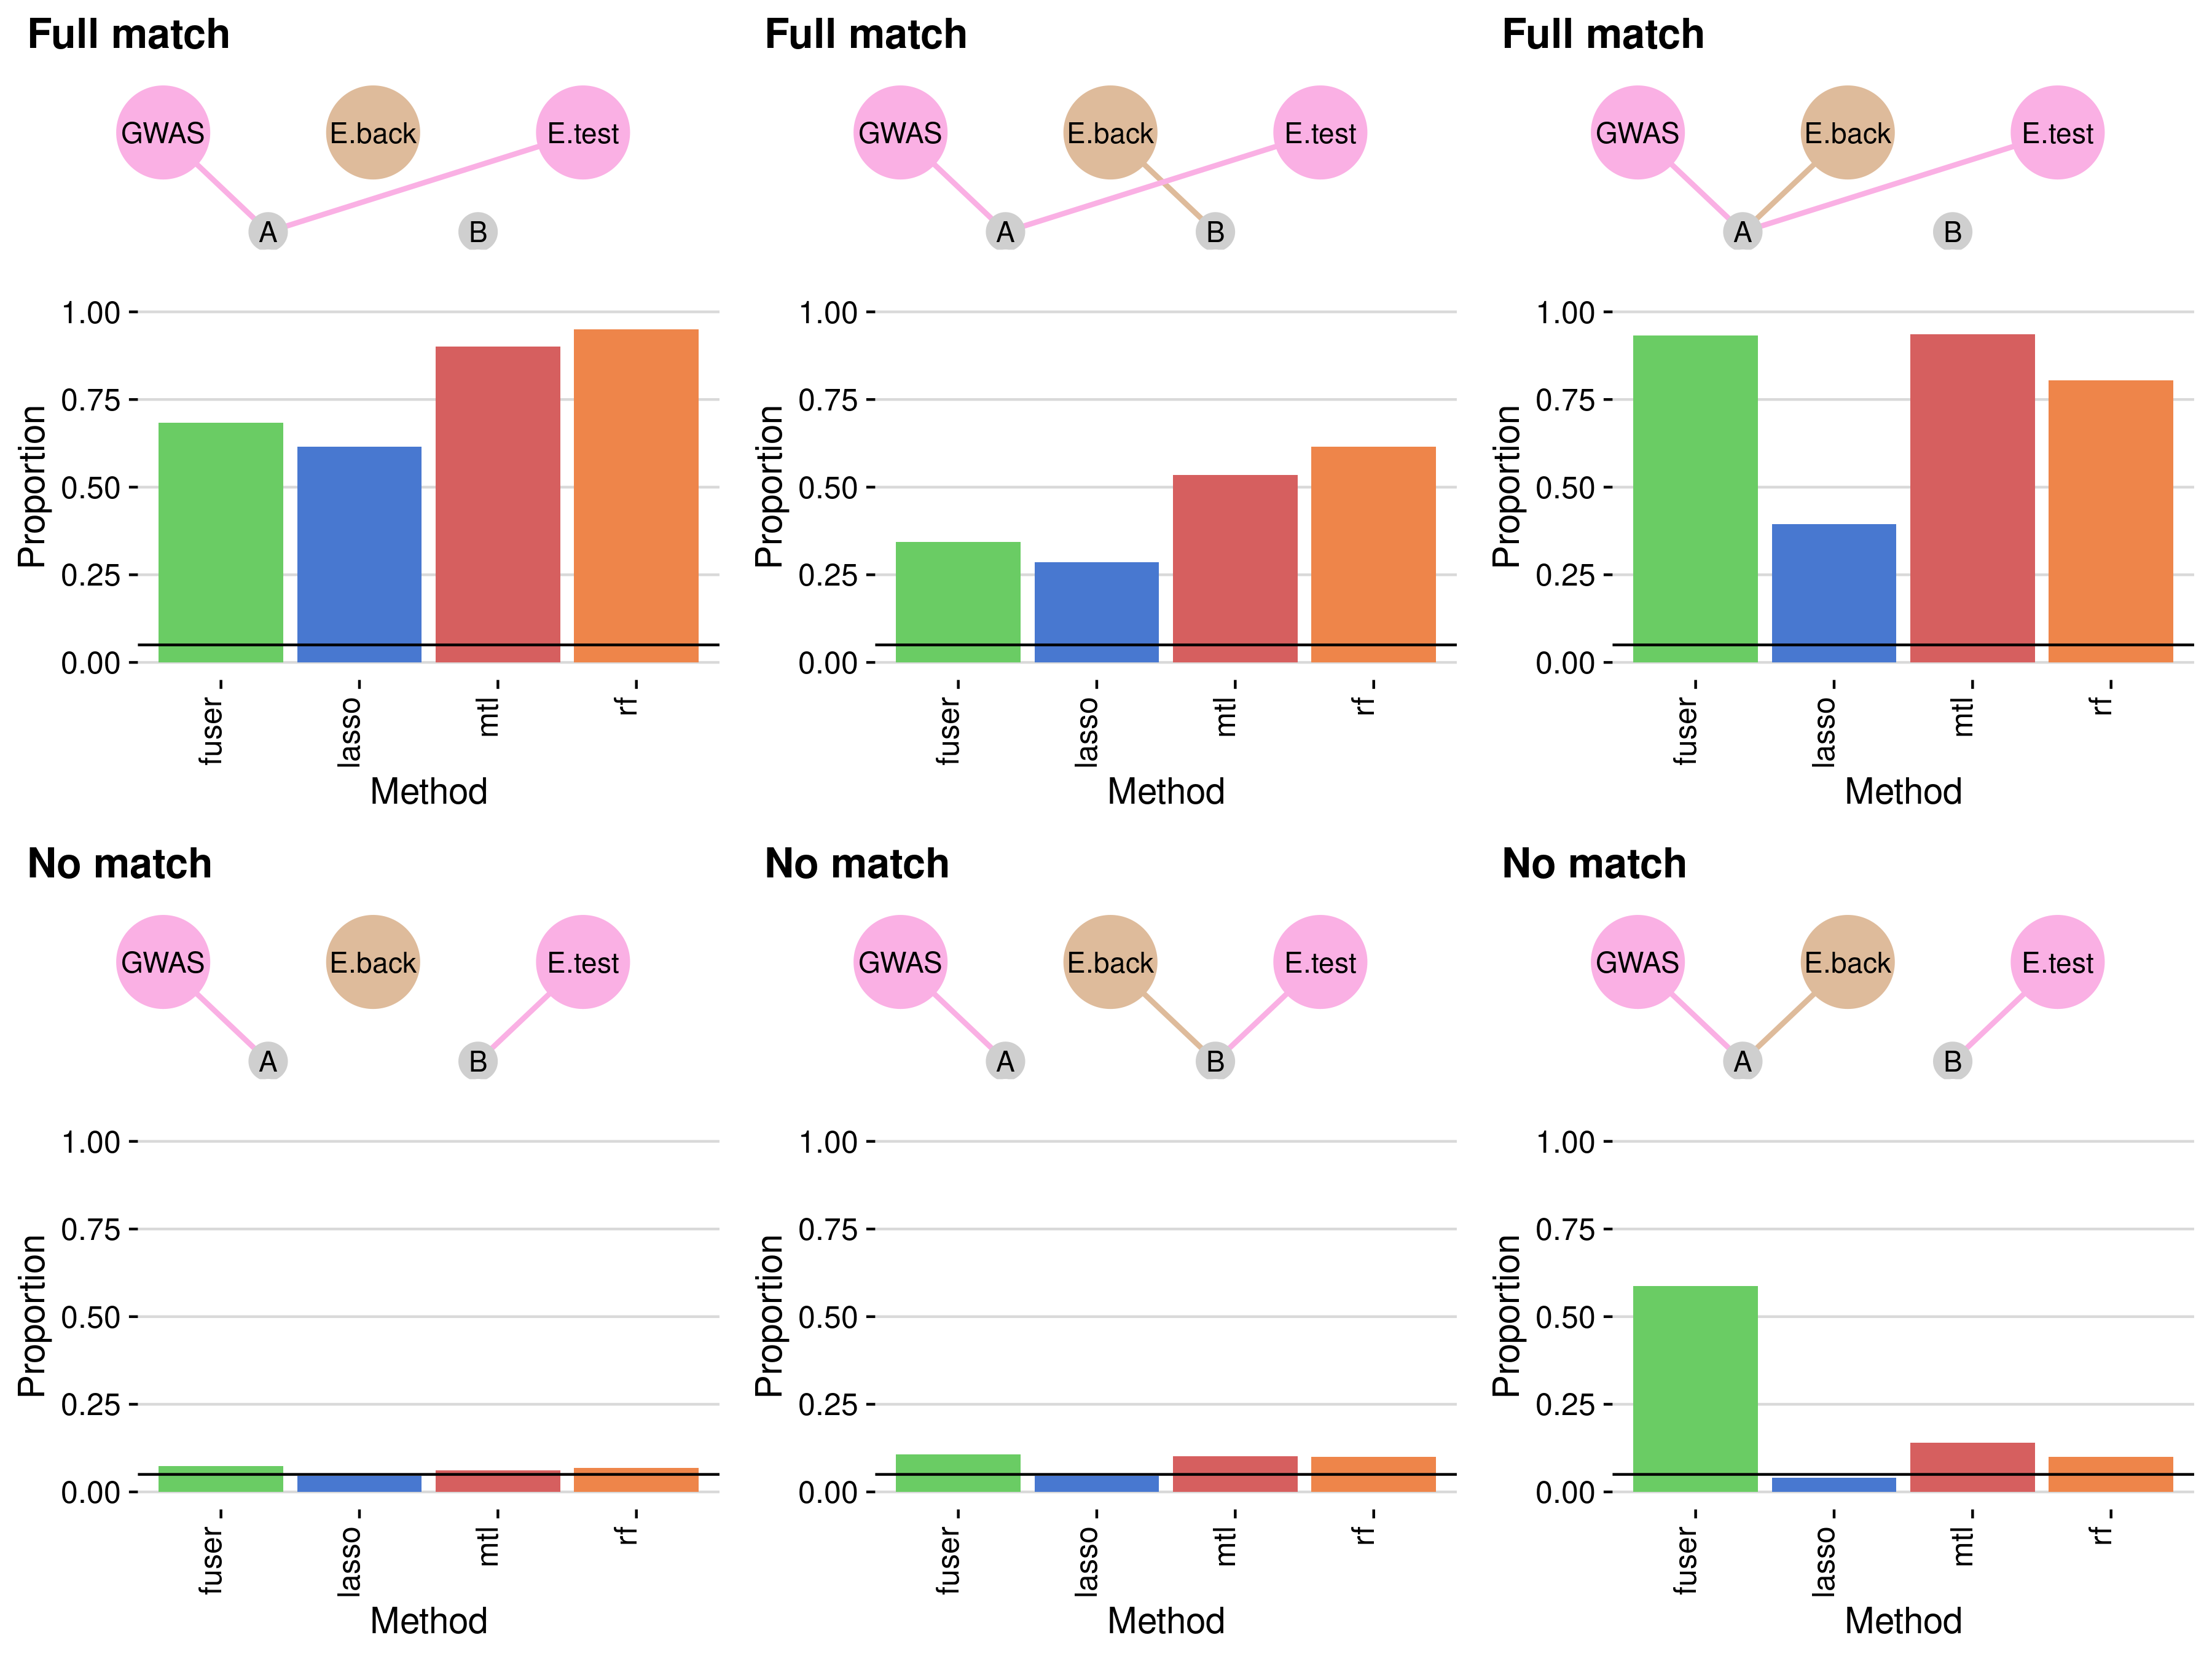 Full match Full match Full match
GWAS E.back E.test GWAS E.back E.test GWAS E.back E.test
A B A B A B
1.00 1.00 1.00
0.75 0.75 0.75
0.50 0.50 0.50
0.25 0.25 0.25
0.00 0.00 0.00
Proportion Proportion Proportion
fuser lasso mtl rf fuser lasso mtl rf fuser lasso mtl rf
Method Method Method
No match No match No match
GWAS E.back E.test GWAS E.back E.test GWAS E.back E.test
A B A B A B
1.00 1.00 1.00
0.75 0.75 0.75
0.50 0.50 0.50
0.25 0.25 0.25
0.00 0.00 0.00
Proportion Proportion Proportion
fuser lasso mtl rf fuser lasso mtl rf fuser lasso mtl rf
Method Method Method